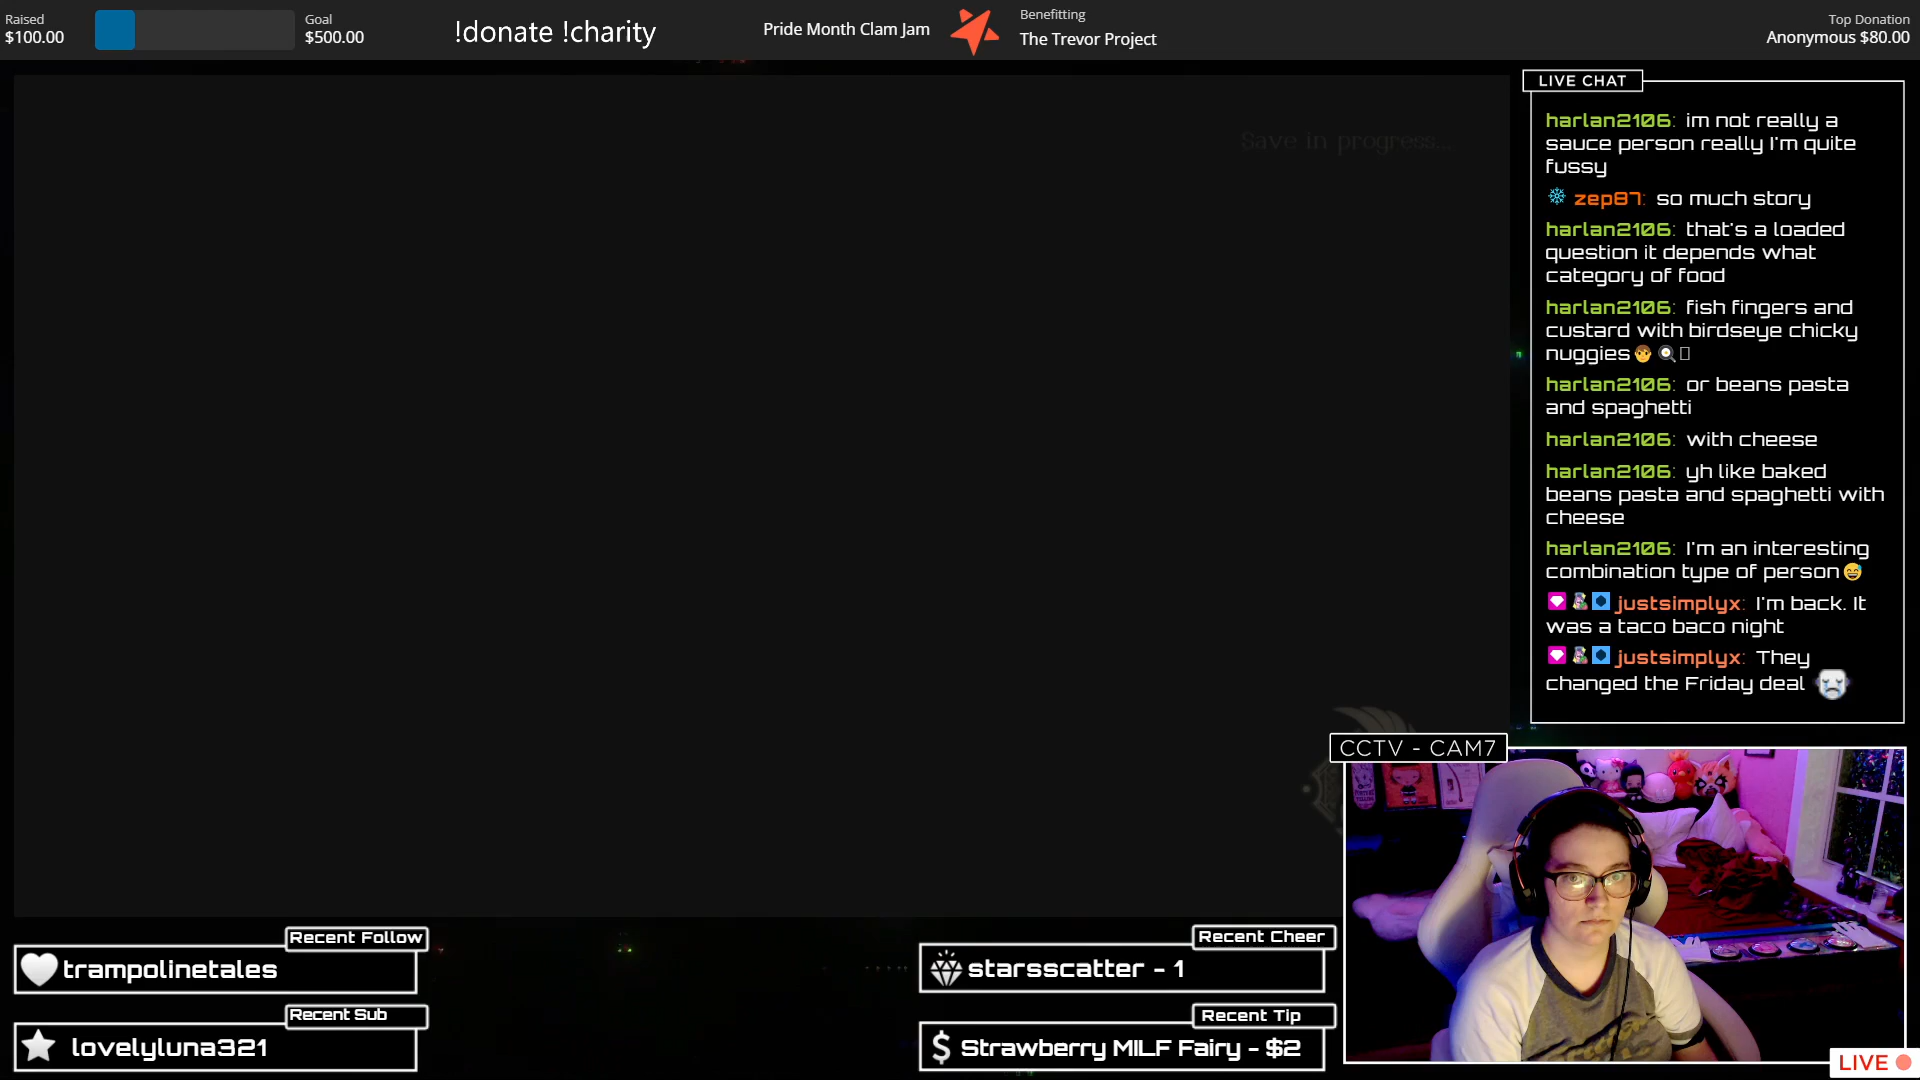 Raised
$100.00
Goal
$500.00
!donate !charity
Pride Month Clam Jam
Benefitting
The Trevor Project
Top Donation
Anonymous $80.00
Save in progress...
LIVE CHAT
harlan2106: im not really a
sauce person really I'm quite
fussy
zep87: so much story
harlan2106: that's a loaded
question it depends what
category of food
harlan2106: fish fingers and
custard with birdseye chicky
nuggies
harlan2106: or beans pasta
and spaghetti
harlan2106: with cheese
harlan2106: yh like baked
beans pasta and spaghetti with
cheese
harlan2106: I'm an interesting
combination type of person
justsimplyx: I'm back. It
was a taco baco night
justsimplyx: They
changed the Friday deal
CCTV - CAM7
Recent Follow
trampolinetales
Recent Sub
lovelyluna321
Recent Cheer
starsscatter - 1
Recent Tip
Strawberry MILF Fairy - $2
LIVE